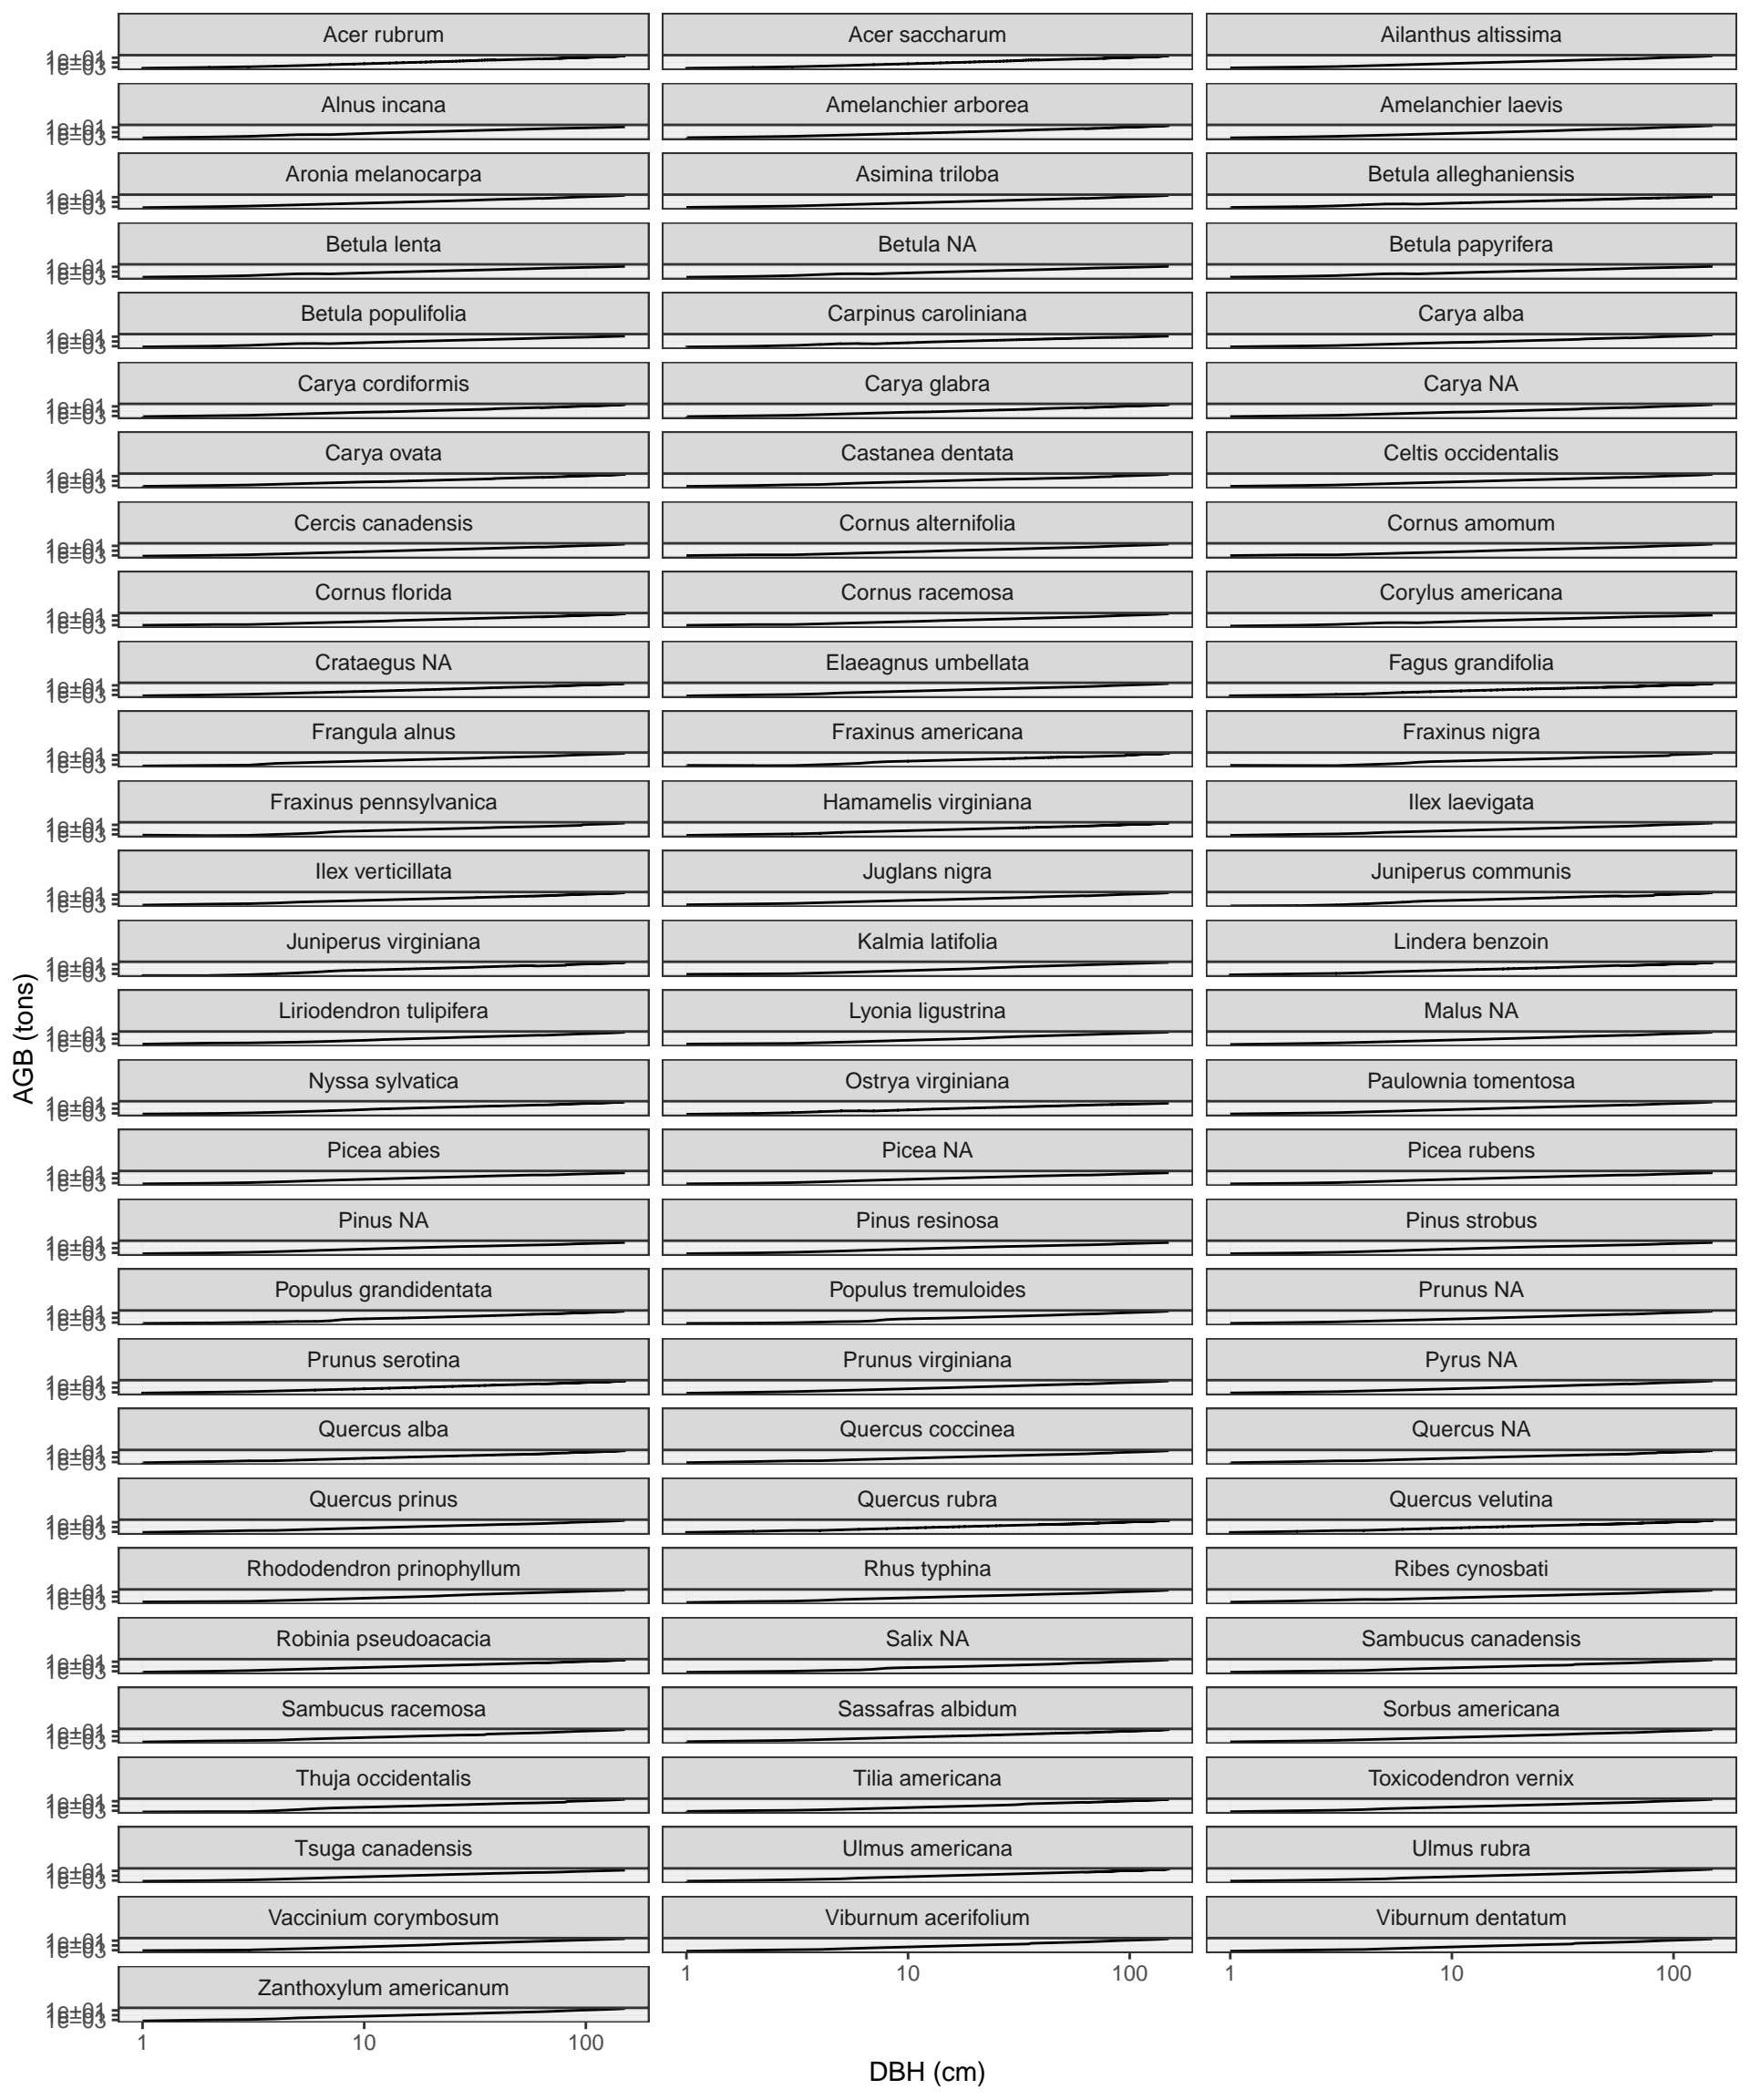 Acer rubrum
Acer saccharum
Ailanthus altissima
Alnus incana
Amelanchier arborea
Amelanchier laevis
Aronia melanocarpa
Asimina triloba
Betula alleghaniensis
Betula lenta
Betula NA
Betula papyrifera
Betula populifolia
Carpinus caroliniana
Carya alba
Carya cordiformis
Carya glabra
Carya NA
Carya ovata
Castanea dentata
Celtis occidentalis
Cercis canadensis
Cornus alternifolia
Cornus amomum
Cornus florida
Cornus racemosa
Corylus americana
Crataegus NA
Elaeagnus umbellata
Fagus grandifolia
Frangula alnus
Fraxinus americana
Fraxinus nigra
Fraxinus pennsylvanica
Hamamelis virginiana
Ilex laevigata
Ilex verticillata
Juglans nigra
Juniperus communis
Juniperus virginiana
Kalmia latifolia
Lindera benzoin
Liriodendron tulipifera
Lyonia ligustrina
Malus NA
Nyssa sylvatica
Ostrya virginiana
Paulownia tomentosa
Picea abies
Picea NA
Picea rubens
Pinus NA
Pinus resinosa
Pinus strobus
Populus grandidentata
Populus tremuloides
Prunus NA
Prunus serotina
Prunus virginiana
Pyrus NA
Quercus alba
Quercus coccinea
Quercus NA
Quercus prinus
Quercus rubra
Quercus velutina
Rhododendron prinophyllum
Rhus typhina
Ribes cynosbati
Robinia pseudoacacia
Salix NA
Sambucus canadensis
Sambucus racemosa
Sassafras albidum
Sorbus americana
Thuja occidentalis
Tilia americana
Toxicodendron vernix
Tsuga canadensis
Ulmus americana
Ulmus rubra
Vaccinium corymbosum
Viburnum acerifolium
Viburnum dentatum
1 10 100
1 10 100
Zanthoxylum americanum
1 10 100
DBH (cm)
AGB (tons)